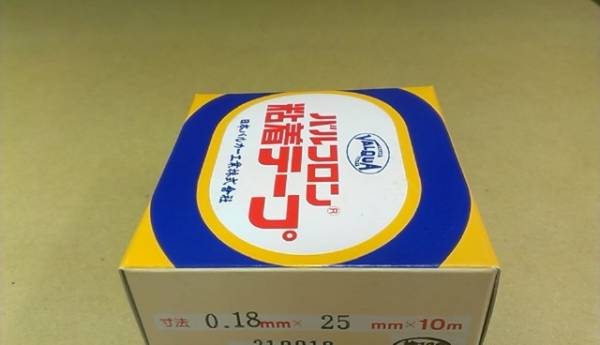 VALQUA
バルフロン®
粘着テープ。
日本バルカー工業株式会社
寸法 0.18mm× 25 mm×10m